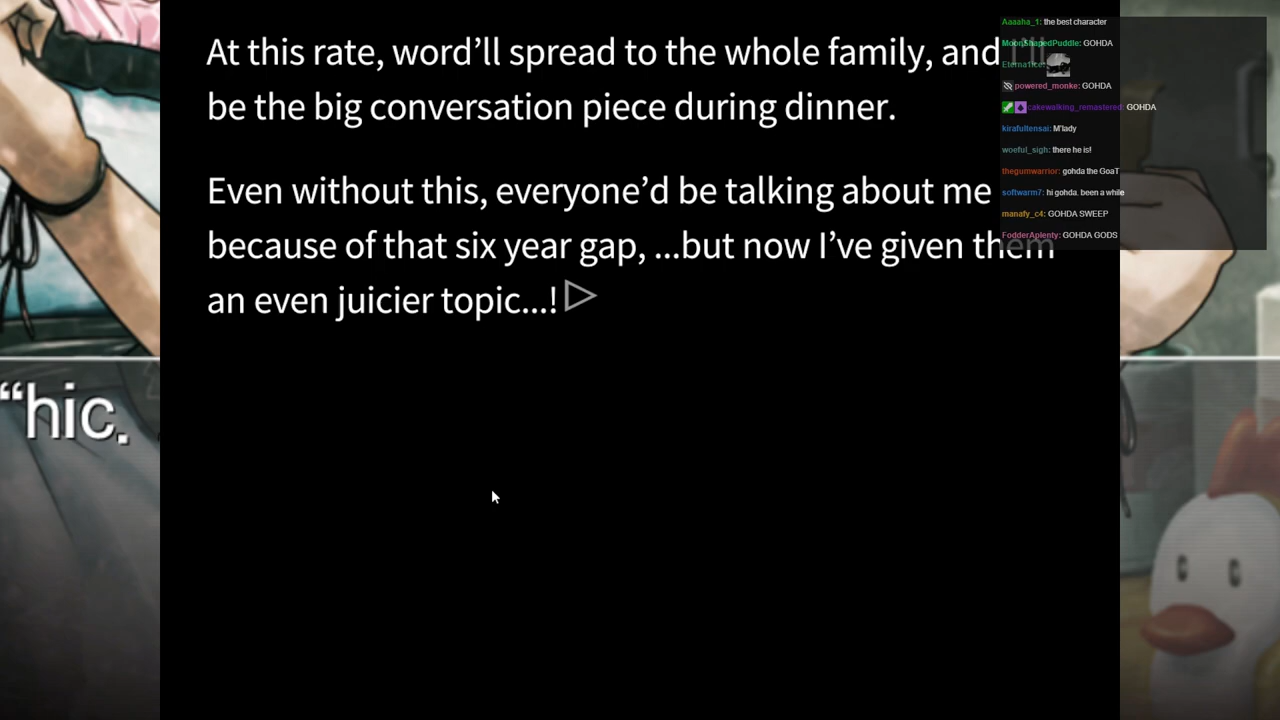 At this rate, word’ll spread to the whole family, and I'll
be the big conversation piece during dinner.
Even without this, everyone’d be talking about me
because of that six year gap, ...but now I’ve given them
an even juicier topic...!
“hic.
Aaaaha_1: the best character
MoonShapedPuddle: GOHDA
Eterna1ice:
powered_monke: GOHDA
cakewalking_remastered: GOHDA
kirafultensai: M'lady
woeful_sigh: there he is!
thegumwarrior: gohda the GoaT
softwarm7: hi gohda. been a while
manafy_c4: GOHDA SWEEP
FodderAplenty: GOHDA GODS